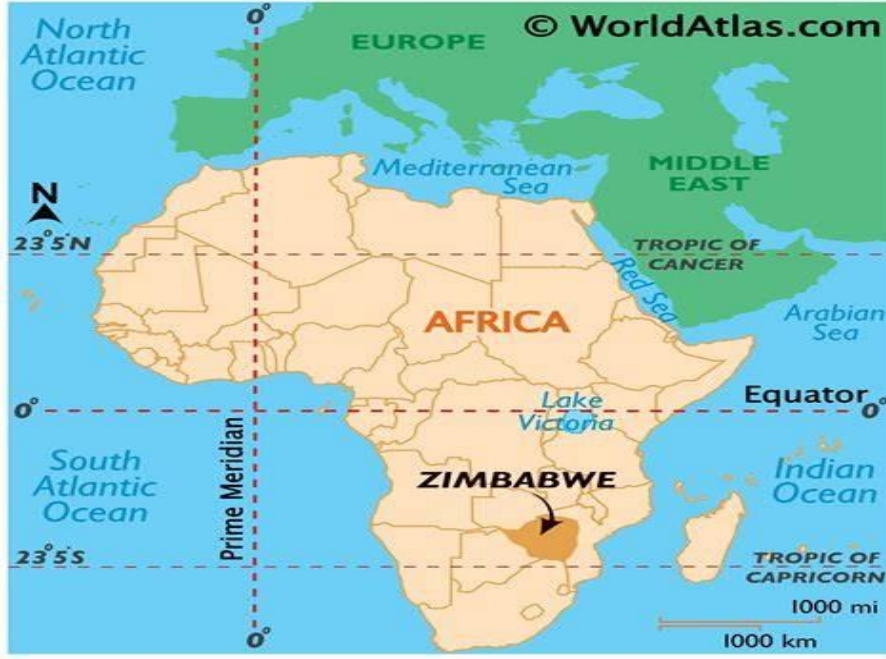 © WorldAtlas.com
0°
North
Atlantic
Ocean
EUROPE
Mediterranean
Sea
MIDDLE
EAST
N
23°5'N
TROPIC OF
CANCER
Red Sea
AFRICA
Arabian
Sea
Equator
0°
0°
Lake
Victoria
South
Atlantic
Ocean
Prime Meridian
ZIMBABWE
Indian
Ocean
23°5'S
TROPIC OF
CAPRICORN
1000 mi
1000 km
0°